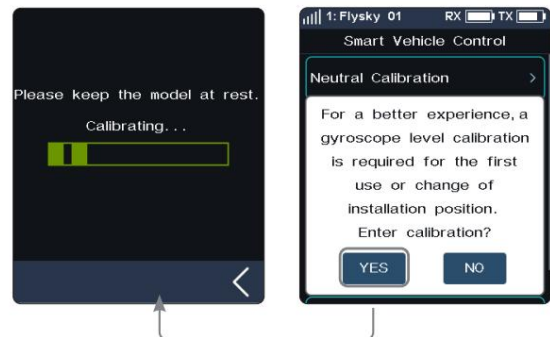 Please keep the model at rest.
Calibrating...
1: Flysky 01 RX TX
Smart Vehicle Control
Neutral Calibration >
For a better experience, a
gyroscope level calibration
is required for the first
use or change of
installation position.
Enter calibration?
YES NO